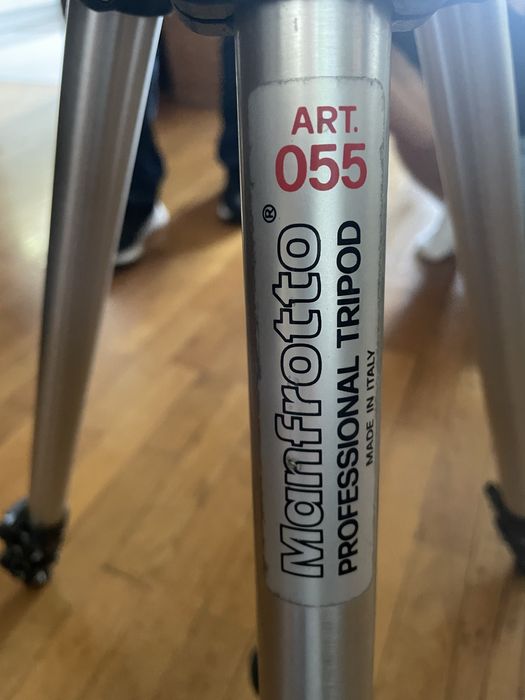 ART.
055
Manfrotto®
PROFESSIONAL TRIPOD
MADE IN ITALY